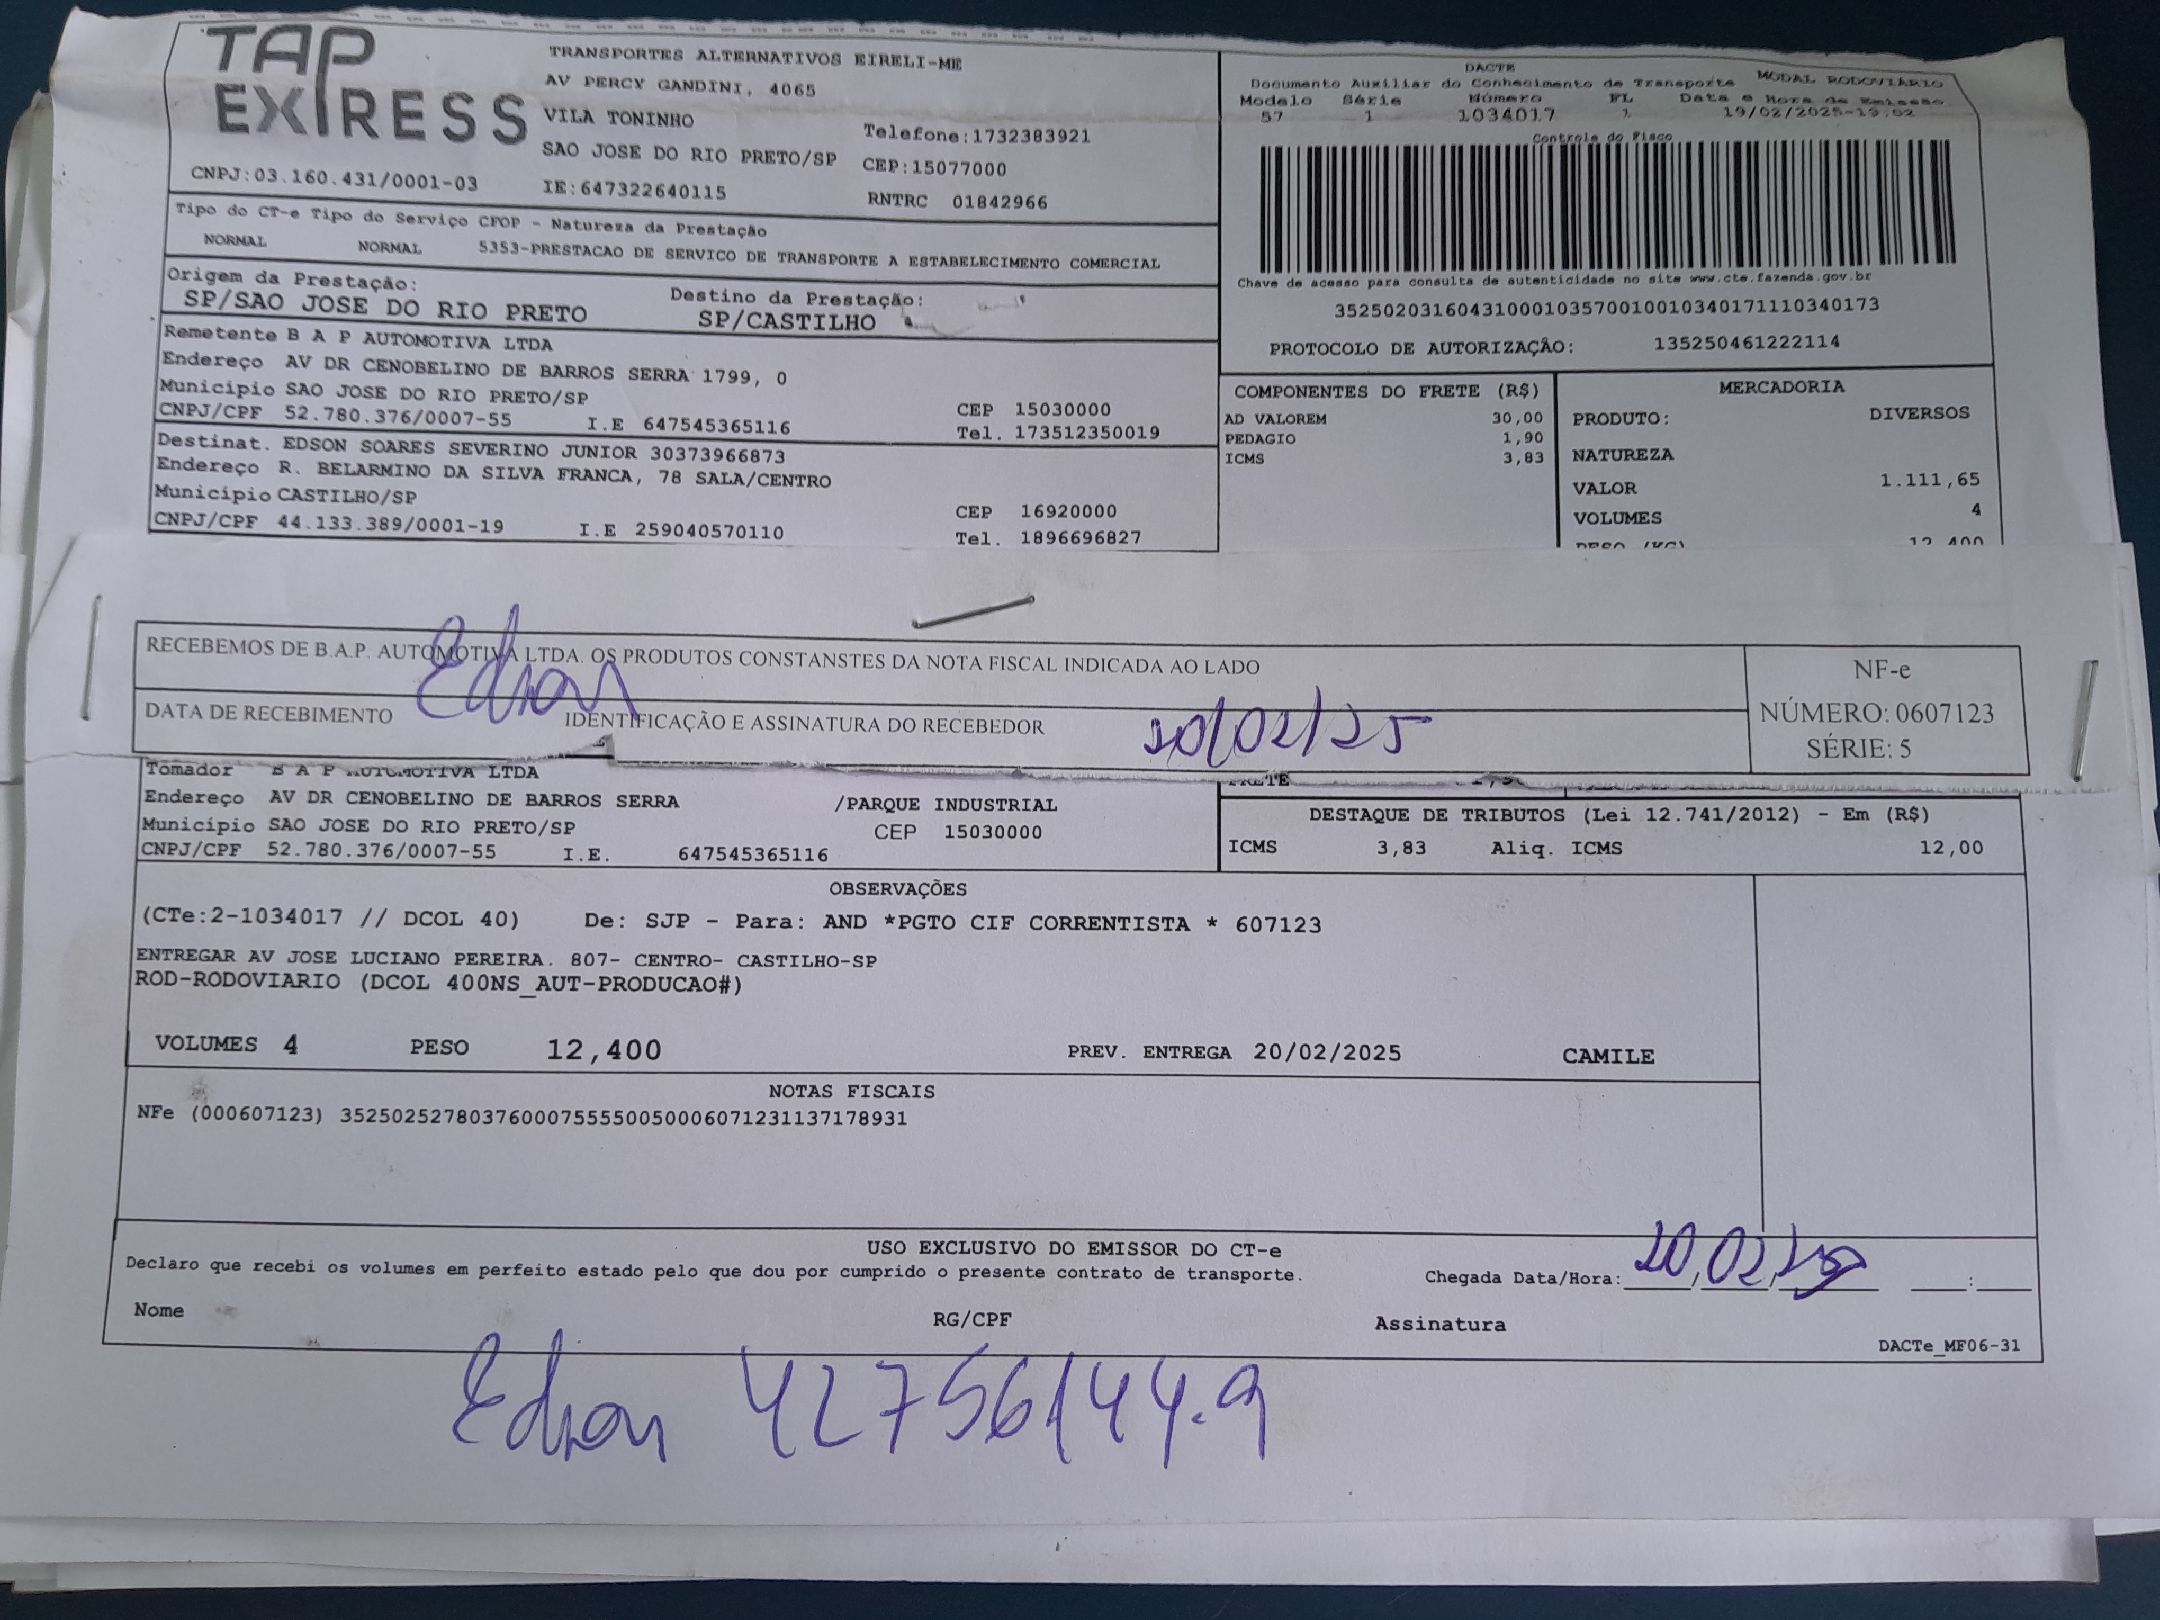 TAP EXPRESS
TRANSPORTES ALTERNATIVOS EIRELI-ME
AV PERCY GANDINI, 4065
VILA TONINHO
Telefone:1732383921
SAO JOSE DO RIO PRETO/SP
CEP:15077000
CNPJ:03.160.431/0001-03
IE:647322640115
RNTRC 01842966
Tipo do CT-e Tipo do Serviço CFOP - Natureza da Prestação
NORMAL NORMAL 5353-PRESTACAO DE SERVICO DE TRANSPORTE A ESTABELECIMENTO COMERCIAL
Origem da Prestação: Destino da Prestação:
SP/SAO JOSE DO RIO PRETO SP/CASTILHO
Remetente B A P AUTOMOTIVA LTDA
Endereço AV DR CENOBELINO DE BARROS SERRA 1799, 0
Município SAO JOSE DO RIO PRETO/SP
CEP 15030000
CNPJ/CPF 52.780.376/0007-55 I.E 647545365116 Tel. 173512350019
Destinat. EDSON SOARES SEVERINO JUNIOR 30373966873
Endereço R. BELARMINO DA SILVA FRANCA, 78 SALA/CENTRO
Município CASTILHO/SP
CEP 16920000
CNPJ/CPF 44.133.389/0001-19 I.E 259040570110 Tel. 1896696827
DACTE
Documento Auxiliar do Conhecimento de Transporte MODAL RODOVIÁRIO
Modelo Série Número FL Data e Hora de Emissão
57 1 1034017 1 19/02/2025-19:02
Controle do Fisco
Chave de acesso para consulta de autenticidade no site www.cte.fazenda.gov.br
35250203160431000103570010010340171110340173
PROTOCOLO DE AUTORIZAÇÃO: 135250461222114
COMPONENTES DO FRETE (R$)
AD VALOREM 30,00
PEDAGIO 1,90
ICMS 3,83
MERCADORIA
PRODUTO: DIVERSOS
NATUREZA
VALOR 1.111,65
VOLUMES 4
PESO (KG) 12,400
RECEBEMOS DE B.A.P. AUTOMOTIVA LTDA. OS PRODUTOS CONSTANSTES DA NOTA FISCAL INDICADA AO LADO
Edson
DATA DE RECEBIMENTO IDENTIFICAÇÃO E ASSINATURA DO RECEBEDOR 20/02/25
NF-e
NÚMERO: 0607123
SÉRIE: 5
Tomador B A P AUTOMOTIVA LTDA
Endereço AV DR CENOBELINO DE BARROS SERRA /PARQUE INDUSTRIAL
Município SAO JOSE DO RIO PRETO/SP CEP 15030000
CNPJ/CPF 52.780.376/0007-55 I.E. 647545365116
FRETE
DESTAQUE DE TRIBUTOS (Lei 12.741/2012) - Em (R$)
ICMS 3,83 Aliq. ICMS 12,00
OBSERVAÇÕES
(CTe:2-1034017 // DCOL 40) De: SJP - Para: AND *PGTO CIF CORRENTISTA * 607123
ENTREGAR AV JOSE LUCIANO PEREIRA. 807- CENTRO- CASTILHO-SP
ROD-RODOVIARIO (DCOL 400NS_AUT-PRODUCAO#)
VOLUMES 4 PESO 12,400 PREV. ENTREGA 20/02/2025 CAMILE
NOTAS FISCAIS
NFe (000607123) 35250252780376000755550050006071231137178931
USO EXCLUSIVO DO EMISSOR DO CT-e
Declaro que recebi os volumes em perfeito estado pelo que dou por cumprido o presente contrato de transporte. Chegada Data/Hora: 20/02/25 :
Nome RG/CPF Assinatura
DACTe_MF06-31
Edson 42756144.9